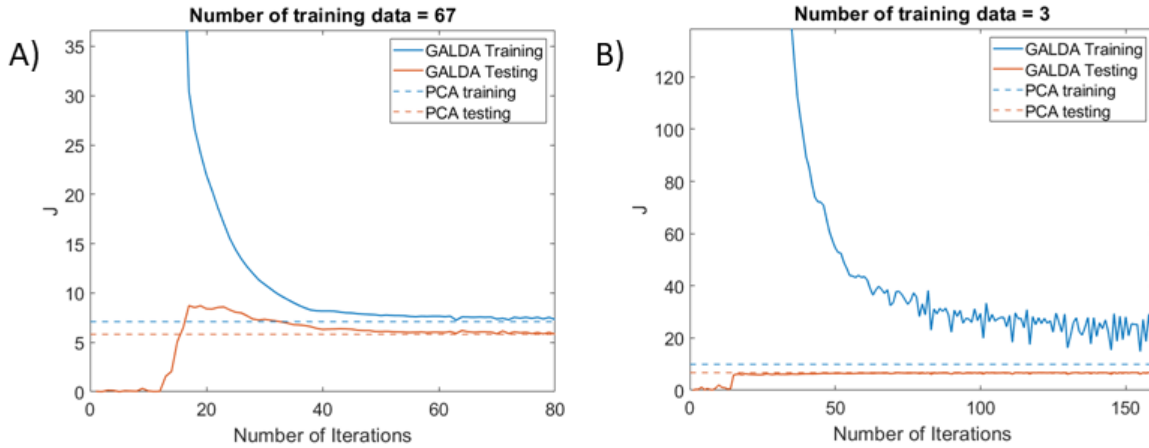 A)
Number of training data = 67
GALDA Training
GALDA Testing
PCA training
PCA testing
35
30
25
20
15
10
5
0
J
0 20 40 60 80
Number of Iterations
B)
Number of training data = 3
GALDA Training
GALDA Testing
PCA training
PCA testing
120
100
80
60
40
20
0
J
0 50 100 150
Number of Iterations